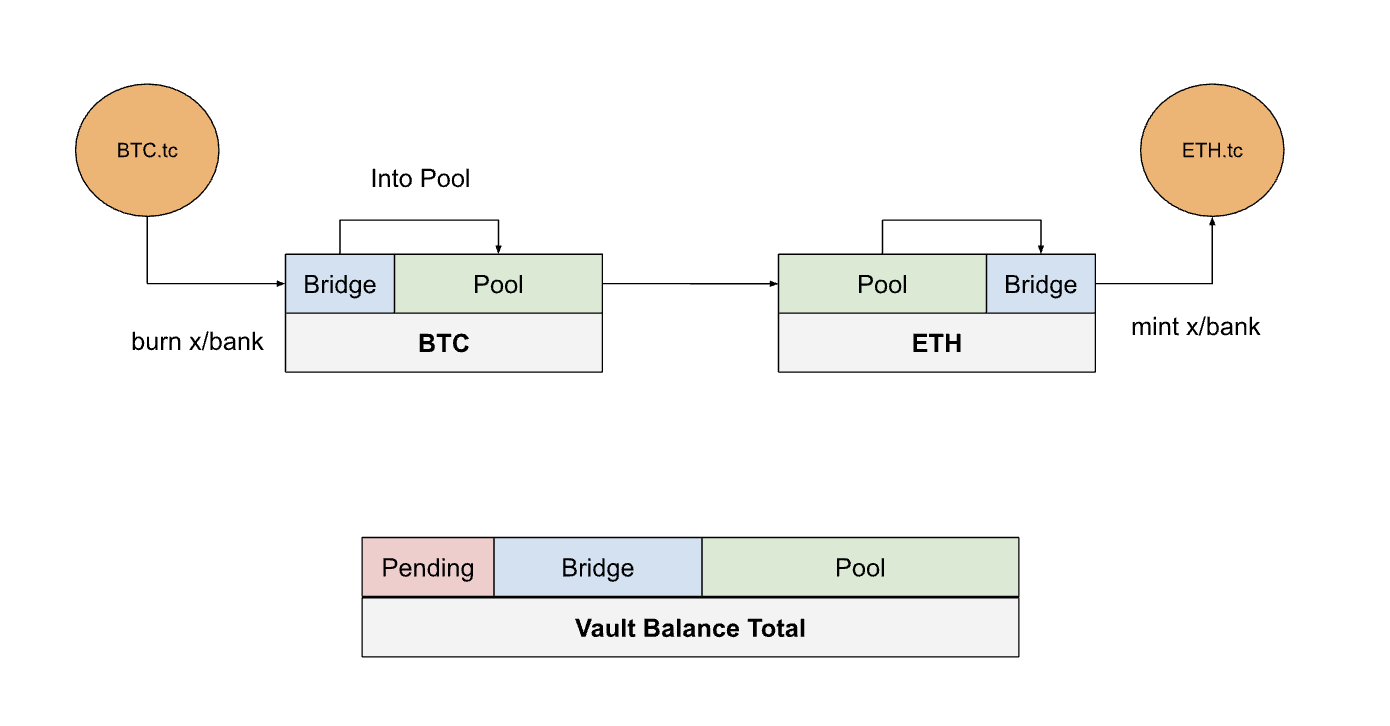 BTC.tc
ETH.tc
Into Pool
Bridge Pool
Pool Bridge
burn x/bank
BTC
ETH
mint x/bank
Pending Bridge Pool
Vault Balance Total